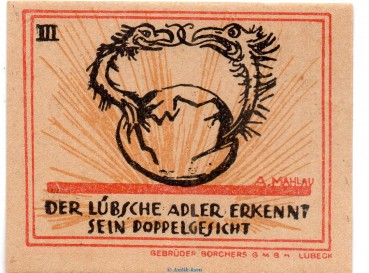 III
A. MAHLAU
DER LÜBSCHE ADLER ERKENNT
SEIN DOPPELGESICHT
GEBRÜDER BORCHERS G.M.B.H. LÜBECK